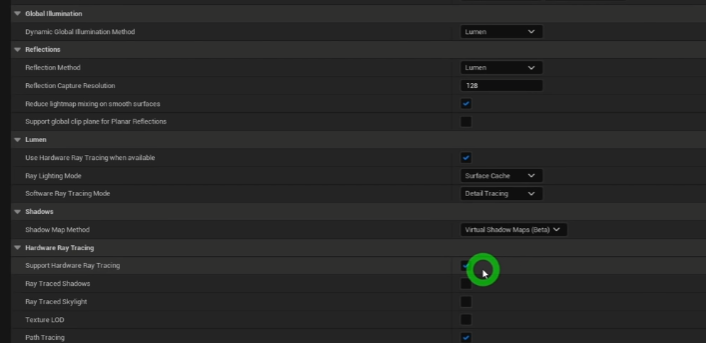 Global Illumination
Dynamic Global Illumination Method Lumen
Reflections
Reflection Method Lumen
Reflection Capture Resolution 128
Reduce lightmap mixing on smooth surfaces
Support global clip plane for Planar Reflections
Lumen
Use Hardware Ray Tracing when available
Ray Lighting Mode Surface Cache
Software Ray Tracing Mode Detail Tracing
Shadows
Shadow Map Method Virtual Shadow Maps (Beta)
Hardware Ray Tracing
Support Hardware Ray Tracing
Ray Traced Shadows
Ray Traced Skylight
Texture LOD
Path Tracing